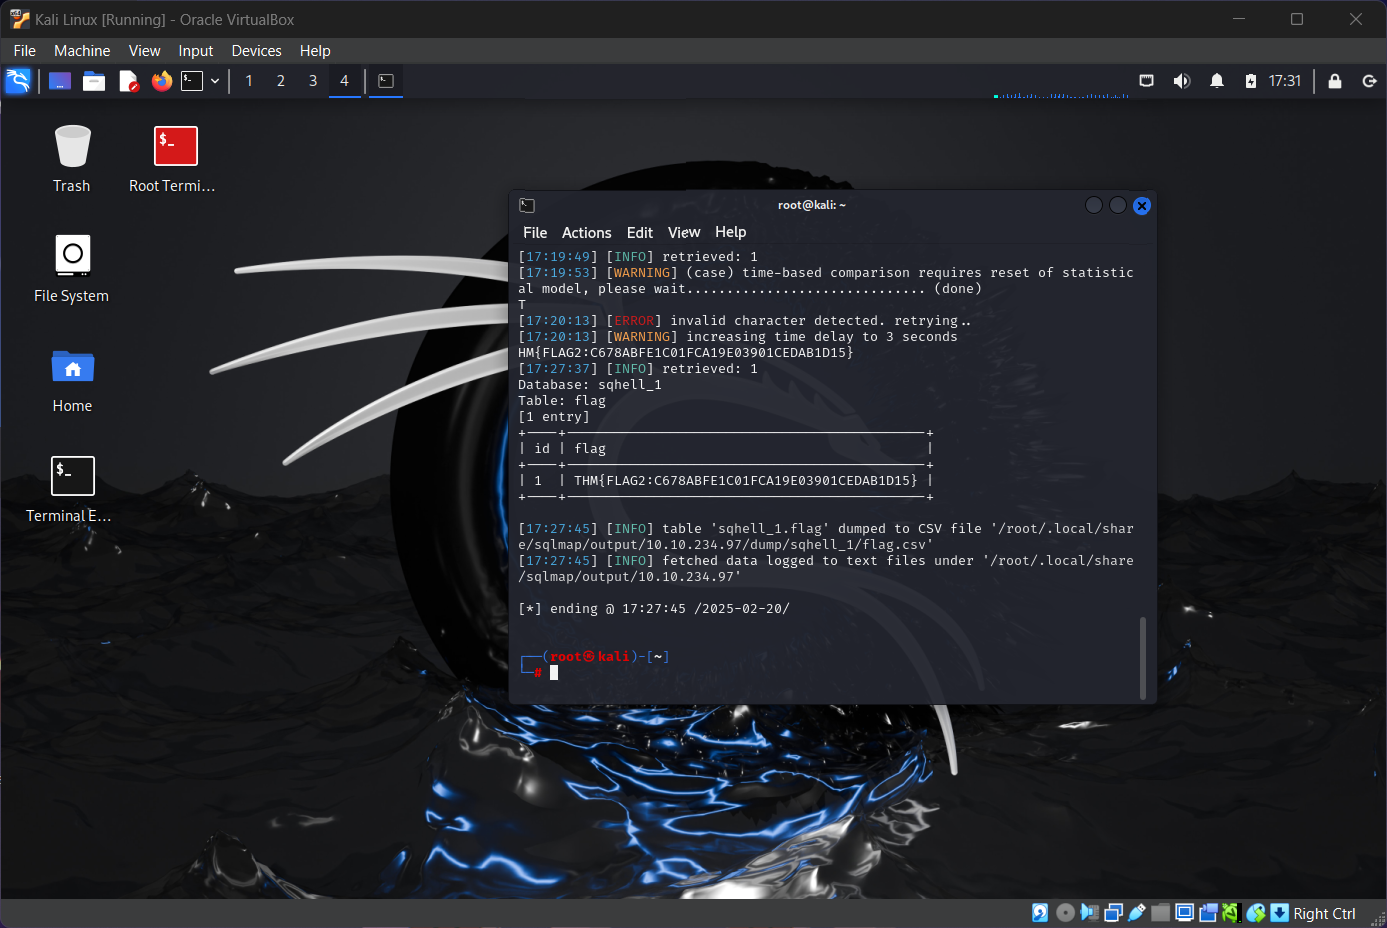 Kali Linux [Running] - Oracle VirtualBox
File Machine View Input Devices Help
1 2 3 4
17:31
Trash
Root Termi...
File System
Home
Terminal E...
root@kali: ~
File Actions Edit View Help
[17:19:49] [INFO] retrieved: 1
[17:19:53] [WARNING] (case) time-based comparison requires reset of statistic
al model, please wait.............................. (done)
T
[17:20:13] [ERROR] invalid character detected. retrying..
[17:20:13] [WARNING] increasing time delay to 3 seconds
HM{FLAG2:C678ABFE1C01FCA19E03901CEDAB1D15}
[17:27:37] [INFO] retrieved: 1
Database: sqhell_1
Table: flag
[1 entry]
+----+---------------------------------------------+
| id | flag                                        |
+----+---------------------------------------------+
| 1  | THM{FLAG2:C678ABFE1C01FCA19E03901CEDAB1D15} |
+----+---------------------------------------------+
[17:27:45] [INFO] table 'sqhell_1.flag' dumped to CSV file '/root/.local/shar
e/sqlmap/output/10.10.234.97/dump/sqhell_1/flag.csv'
[17:27:45] [INFO] fetched data logged to text files under '/root/.local/share
/sqlmap/output/10.10.234.97'
[*] ending @ 17:27:45 /2025-02-20/
┌──(root㉿kali)-[~]
└─#
Right Ctrl